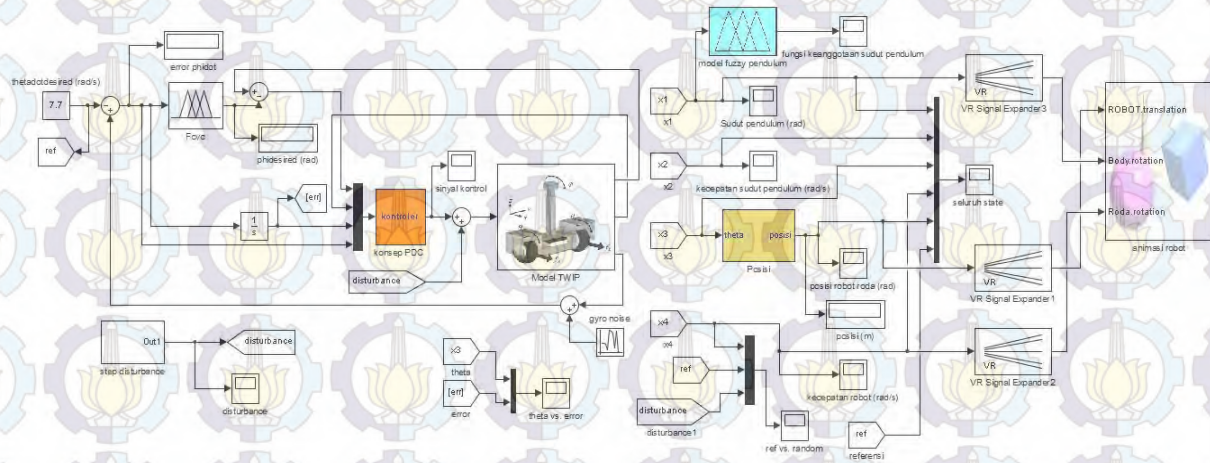 thetadotdesired (rad/s)
7.7
ref
error phidot
phidesired (rad)
[err]
1
s
kontroler
konsep PDC
sinyal kontrol
disturbance
Model TWIP
gyro noise
Out1
step disturbance
disturbance
disturbance
x3
theta
[err]
error
theta vs. error
model fuzzy pendulum
fungsi keanggotaan sudut pendulum
x1
x1
Sudut pendulum (rad)
x2
x2
kecepatan sudut pendulum (rad/s)
x3
x3
theta
posisi
Posisi
posisi robot roda (rad)
posisi (m)
x4
x4
ref
disturbance
disturbance1
kecepatan robot (rad/s)
ref vs. random
ref
referensi
seluruh state
VR
VR Signal Expander3
VR
VR Signal Expander1
VR
VR Signal Expander2
ROBOT.translation
Body.rotation
Roda.rotation
animasi robot